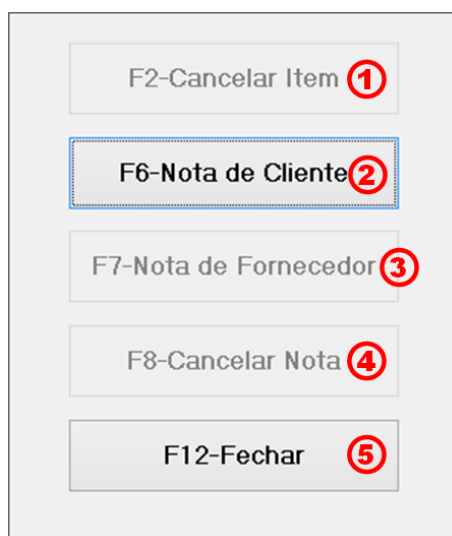 F2-Cancelar Item 1
F6-Nota de Cliente 2
F7-Nota de Fornecedor 3
F8-Cancelar Nota 4
F12-Fechar 5